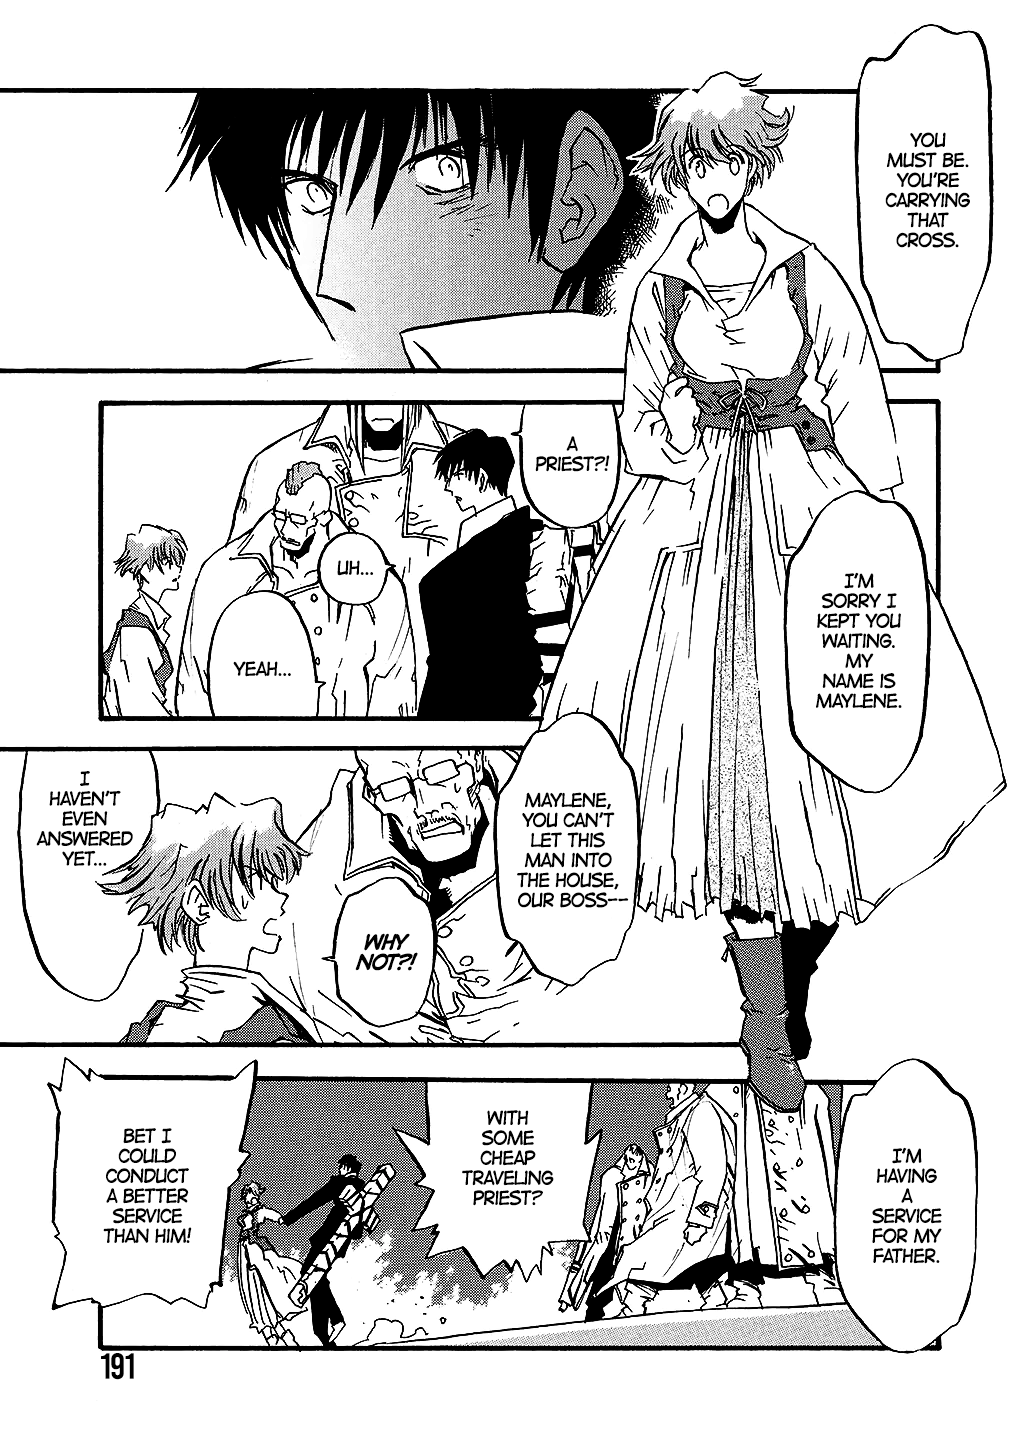 YOU
MUST BE.
YOU'RE
CARRYING
THAT
CROSS.
I'M
SORRY I
KEPT YOU
WAITING.
MY
NAME IS
MAYLENE.
A
PRIEST?!
UH...
YEAH...
MAYLENE,
YOU CAN'T
LET THIS
MAN INTO
THE HOUSE,
OUR BOSS--
WHY
NOT?!
I
HAVEN'T
EVEN
ANSWERED
YET...
I'M
HAVING
A
SERVICE
FOR MY
FATHER.
WITH
SOME
CHEAP
TRAVELING
PRIEST?
BET I
COULD
CONDUCT
A BETTER
SERVICE
THAN HIM!
191